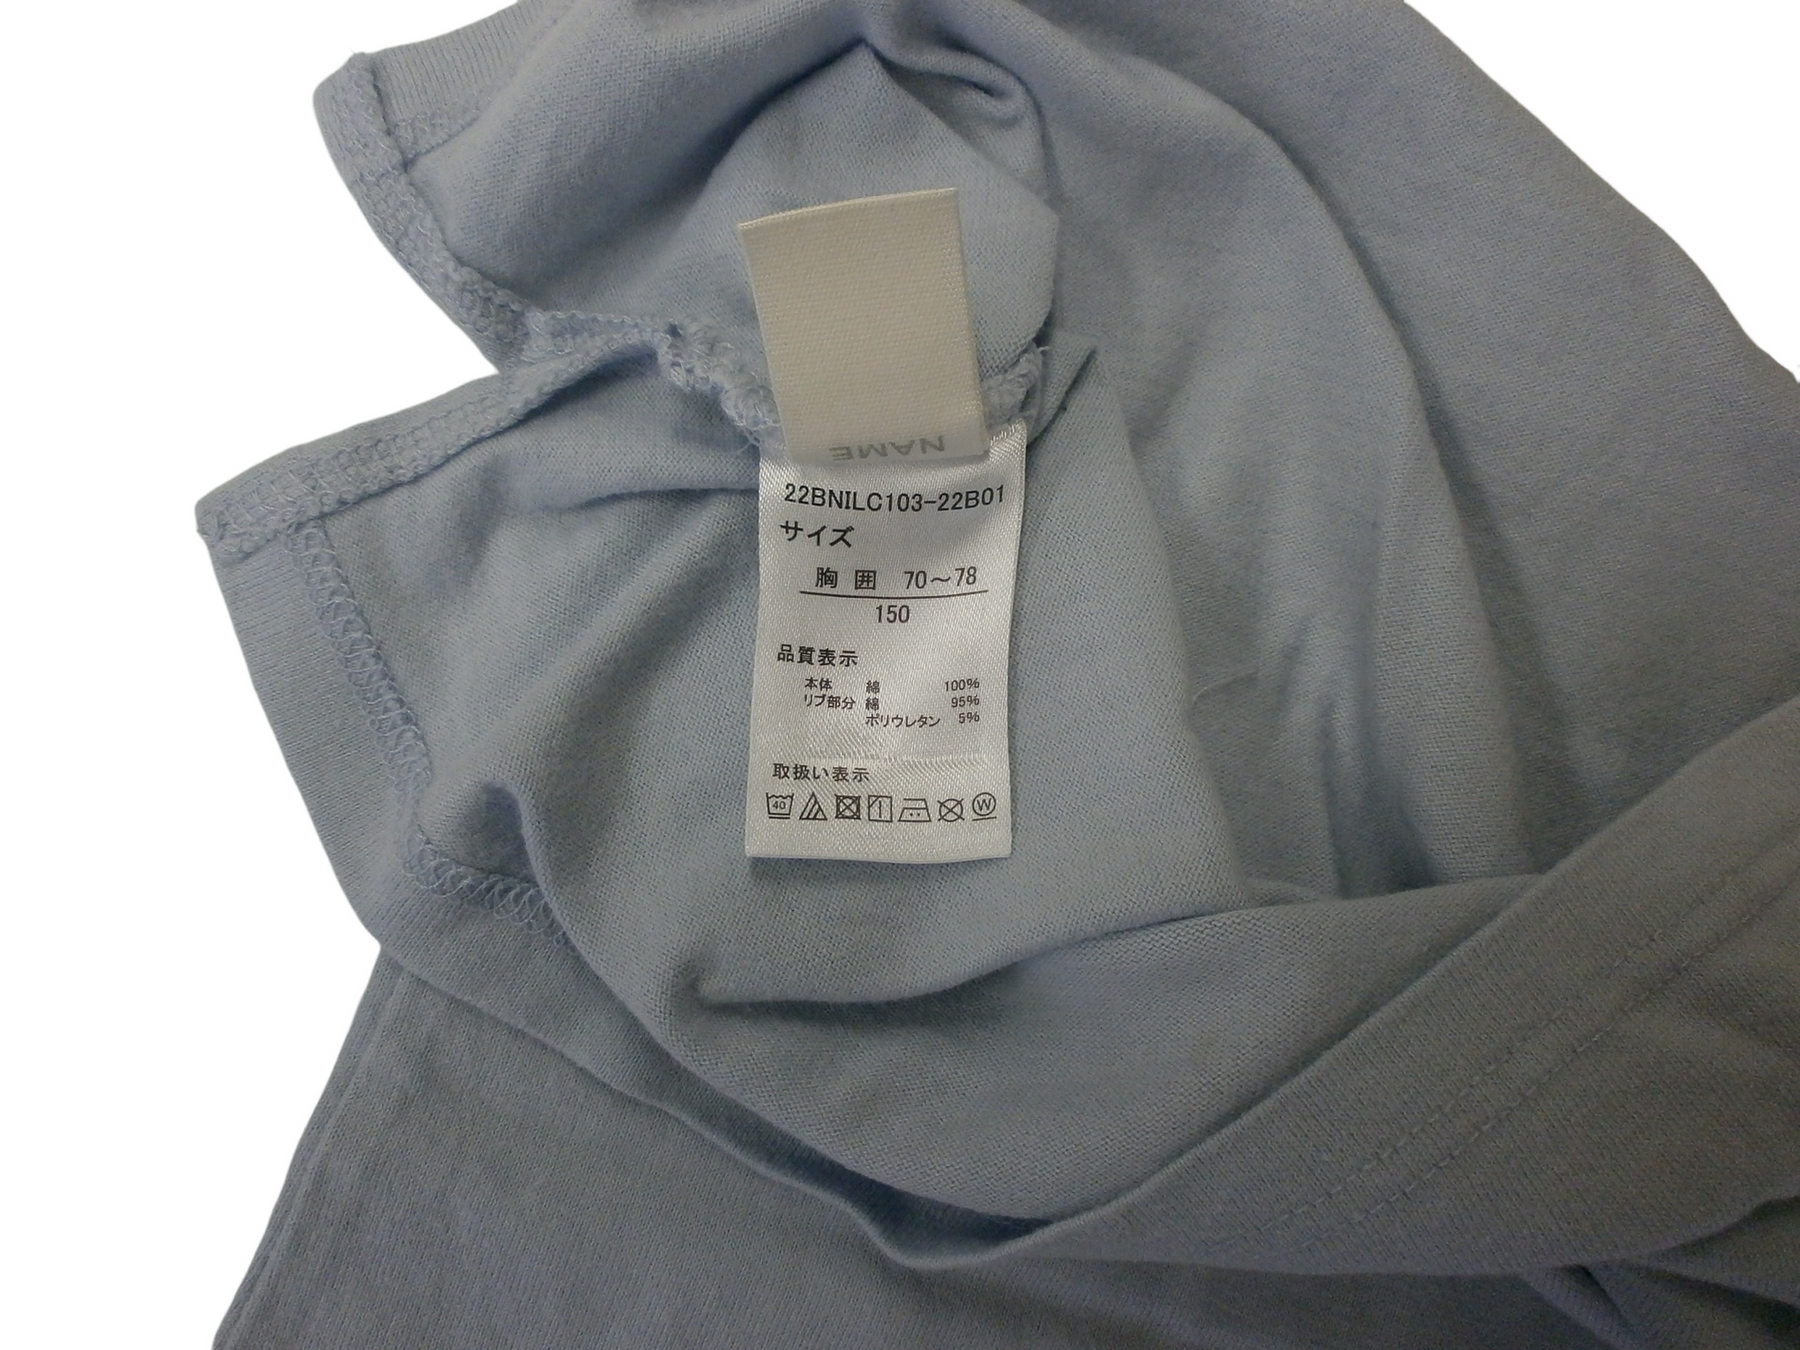 NAME
22BNILC103-22B01
サイズ
胸 囲 70～78
150
品質表示
本体 綿 100%
リブ部分 綿 95%
ポリウレタン 5%
取扱い表示
40 W